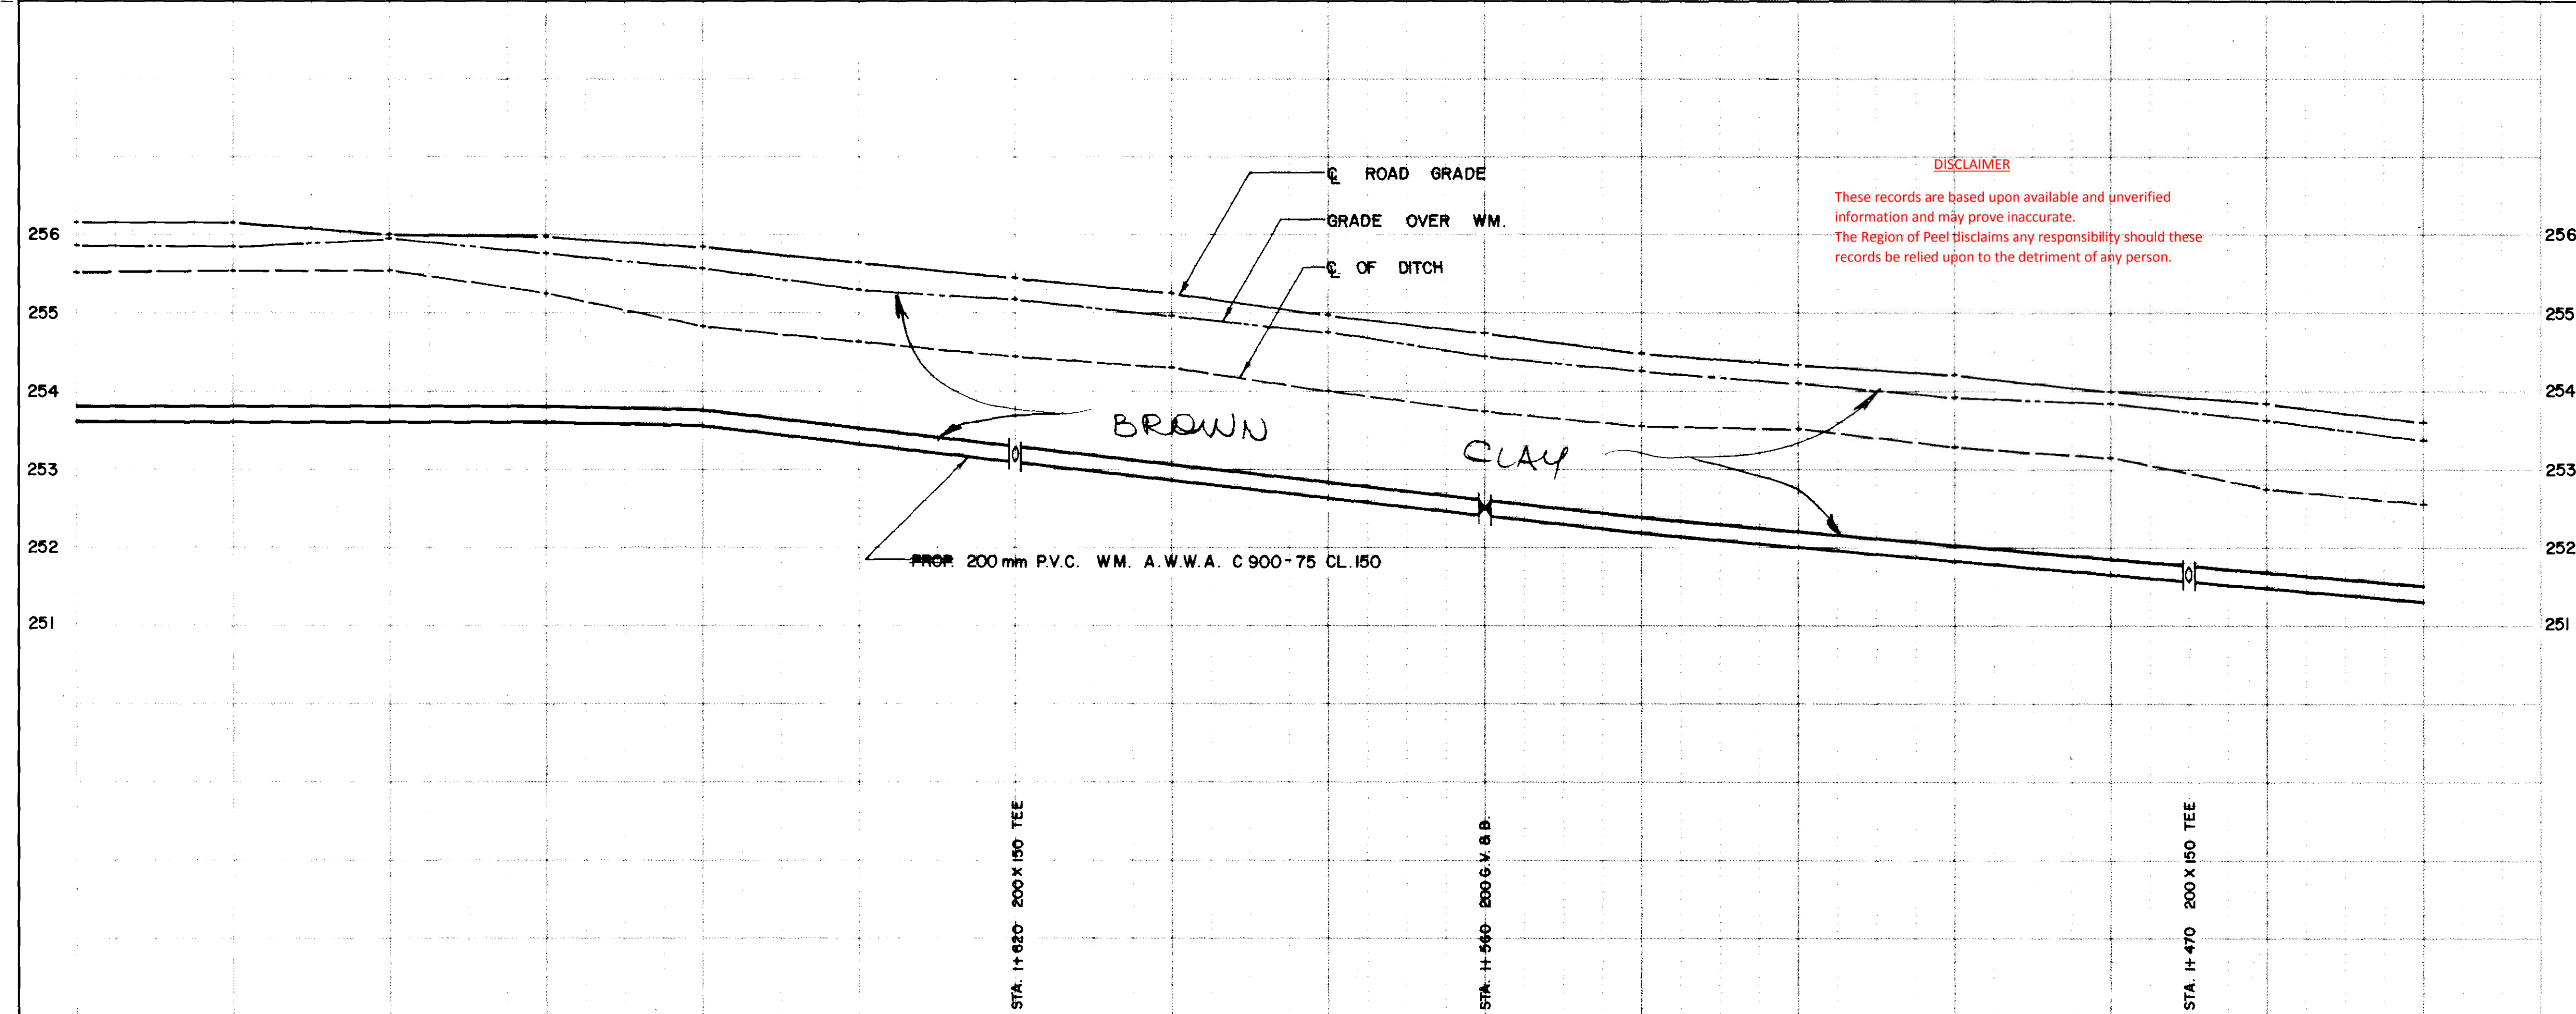 DISCLAIMER
These records are based upon available and unverified
information and may prove inaccurate.
The Region of Peel disclaims any responsibility should these
records be relied upon to the detriment of any person.
℄ ROAD GRADE
GRADE OVER WM.
℄ OF DITCH
256
256
255
255
254
254
BROWN
CLAY
253
253
252
252
PROP. 200 mm P.V.C. WM. A.W.W.A. C 900-75 CL.150
251
251
STA. 1+620 200 X 150 TEE
STA. 1+560 200 G.V. & B.
STA. 1+470 200 X 150 TEE